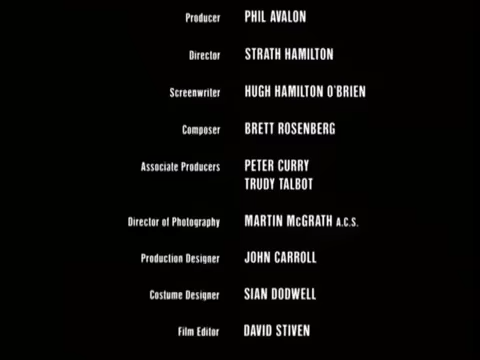 Producer PHIL AVALON
Director STRATH HAMILTON
Screenwriter HUGH HAMILTON O'BRIEN
Composer BRETT ROSENBERG
Associate Producers PETER CURRY
TRUDY TALBOT
Director of Photography MARTIN McGRATH A.C.S.
Production Designer JOHN CARROLL
Costume Designer SIAN DODWELL
Film Editor DAVID STIVEN